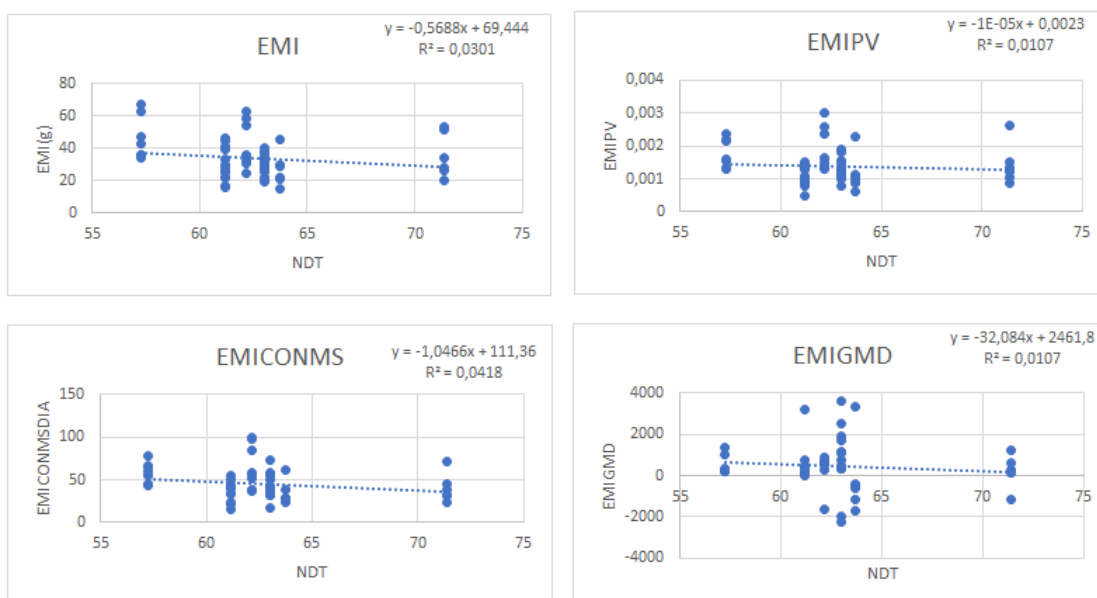 EMI
y = -0,5688x + 69,444
R² = 0,0301
EMI(g)
80
60
40
20
0
55 60 65 70 75
NDT
EMIPV
y = -1E-05x + 0,0023
R² = 0,0107
EMIPV
0,004
0,003
0,002
0,001
0
55 60 65 70 75
NDT
EMICONMS
y = -1,0466x + 111,36
R² = 0,0418
EMICONMSDIA
150
100
50
0
55 60 65 70 75
NDT
EMIGMD
y = -32,084x + 2461,8
R² = 0,0107
EMIGMD
4000
2000
0
-2000
-4000
55 60 65 70 75
NDT